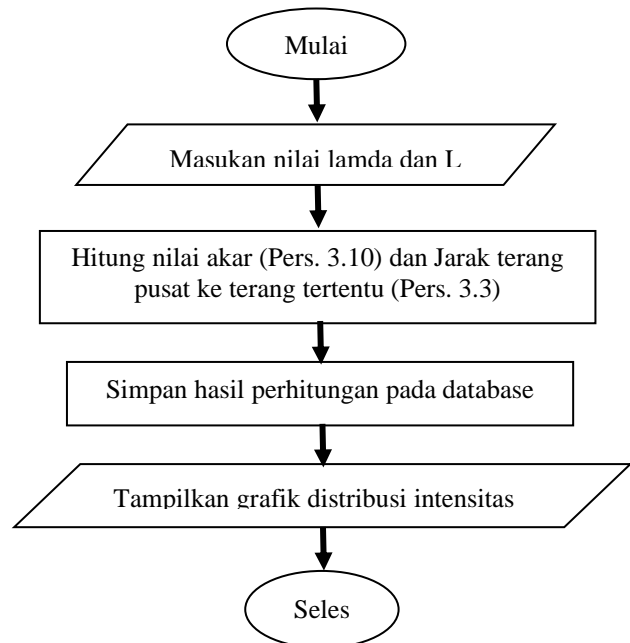 Mulai
Masukan nilai lamda dan L
Hitung nilai akar (Pers. 3.10) dan Jarak terang
pusat ke terang tertentu (Pers. 3.3)
Simpan hasil perhitungan pada database
Tampilkan grafik distribusi intensitas
Seles